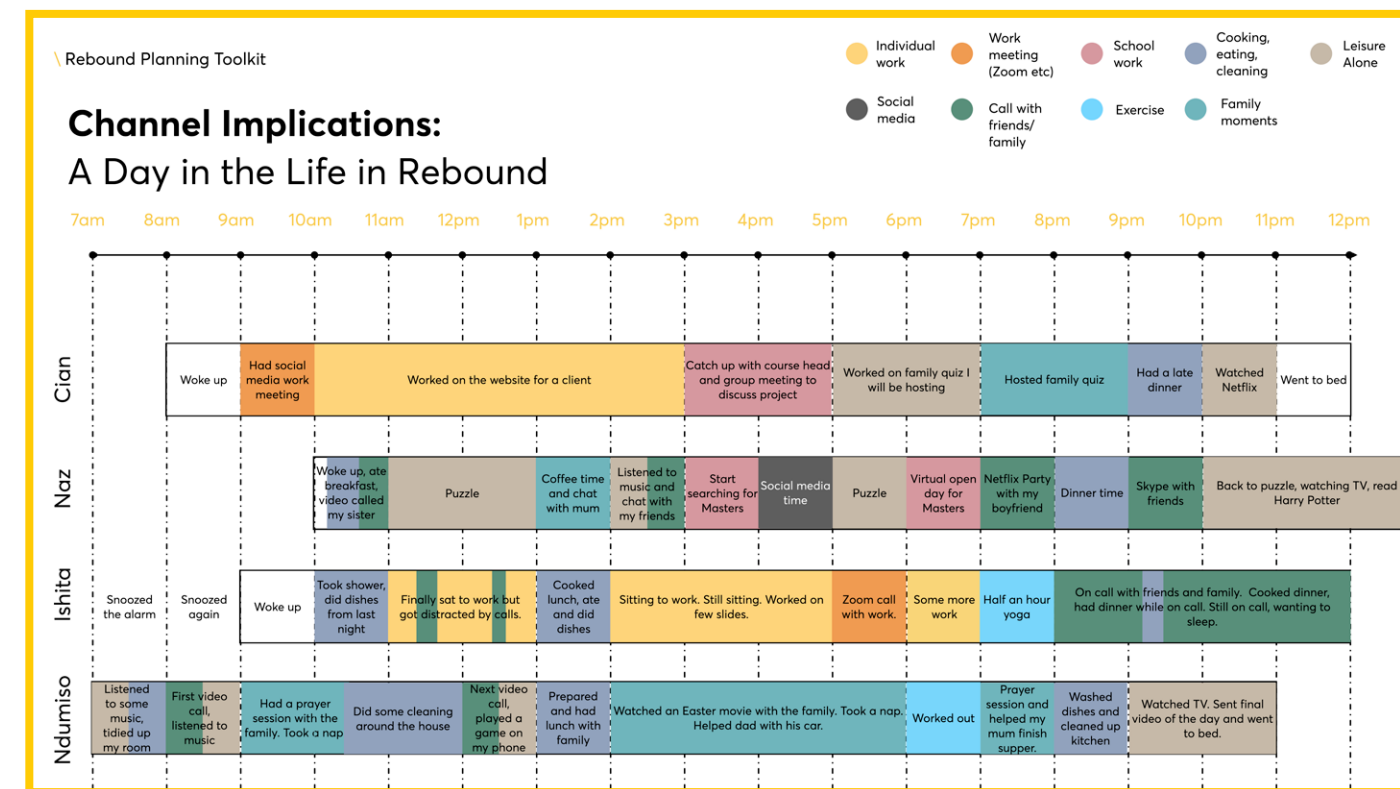 \ Rebound Planning Toolkit
Channel Implications:
A Day in the Life in Rebound
Individual
work
Work
meeting
(Zoom etc)
School
work
Cooking,
eating,
cleaning
Leisure
Alone
Social
media
Call with
friends/
family
Exercise
Family
moments
7am 8am 9am 10am 11am 12pm 1pm 2pm 3pm 4pm 5pm 6pm 7pm 8pm 9pm 10pm 11pm 12pm
Cian
Woke up
Had social
media work
meeting
Worked on the website for a client
Catch up with course head
and group meeting to
discuss project
Worked on family quiz I
will be hosting
Hosted family quiz
Had a late
dinner
Watched
Netflix
Went to bed
Naz
Woke up, ate
breakfast,
video called
my sister
Puzzle
Coffee time
and chat
with mum
Listened to
music and
chat with
my friends
Start
searching for
Masters
Social media
time
Puzzle
Virtual open
day for
Masters
Netflix Party
with my
boyfriend
Dinner time
Skype with
friends
Back to puzzle, watching TV, read
Harry Potter
Ishita
Snoozed
the alarm
Snoozed
again
Woke up
Took shower,
did dishes
from last
night
Finally sat to work but
got distracted by calls.
Cooked
lunch, ate
and did
dishes
Sitting to work. Still sitting. Worked on
few slides.
Zoom call
with work.
Some more
work
Half an hour
yoga
On call with friends and family. Cooked dinner,
had dinner while on call. Still on call, wanting to
sleep.
Ndumiso
Listened
to some
music,
tidied up
my room
First video
call,
listened to
music
Had a prayer
session with the
family. Took a nap
Did some cleaning
around the house
Next video
call,
played a
game on
my phone
Prepared
and had
lunch with
family
Watched an Easter movie with the family. Took a nap.
Helped dad with his car.
Worked out
Prayer
session and
helped my
mum finish
supper.
Washed
dishes and
cleaned up
kitchen
Watched TV. Sent final
video of the day and went
to bed.